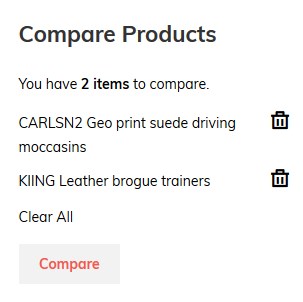 Compare Products
You have 2 items to compare.
CARLSN2 Geo print suede driving
moccasins
KIING Leather brogue trainers
Clear All
Compare